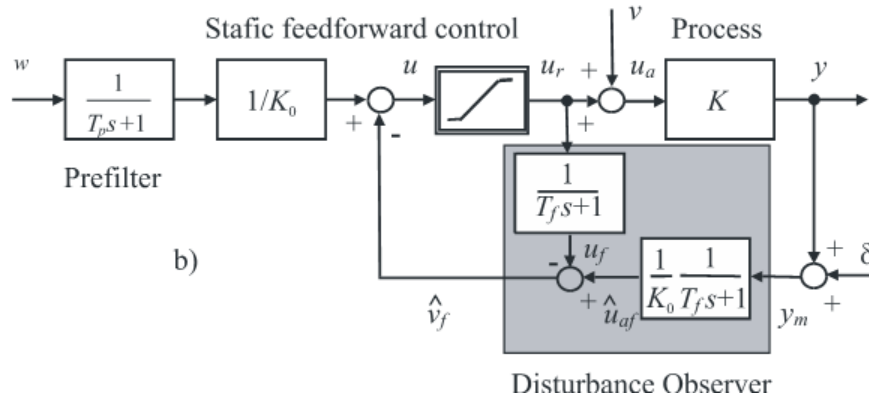 Stafic feedforward control
v
Process
w
1
T_p s+1
1/K_0
+
-
u
u_r
+
+
u_a
K
y
Prefilter
1
T_f s+1
b)
-
u_f
+
v̂_f
û_af
1
K_0
1
T_f s+1
y_m
+
+
δ
Disturbance Observer